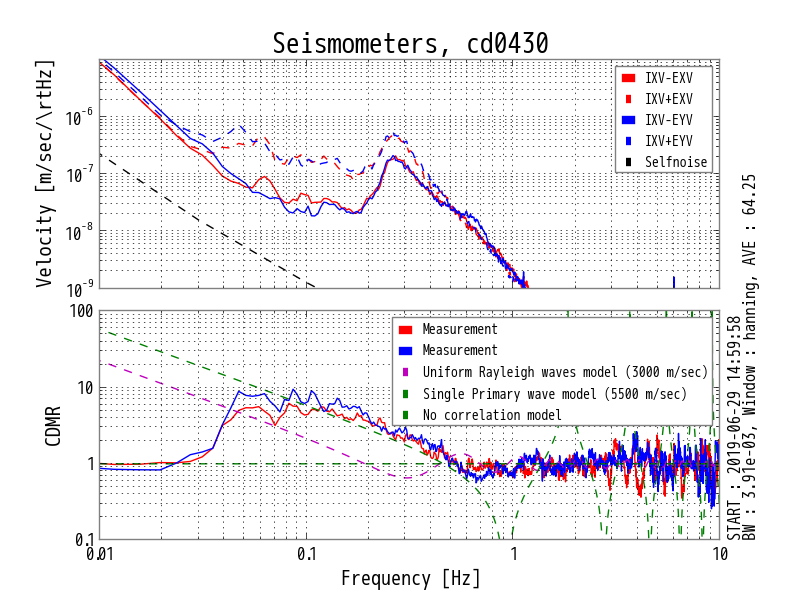 Seismometers, cd0430
Velocity [m/sec/\rtHz]
10^-6
10^-7
10^-8
10^-9
IXV-EXV
IXV+EXV
IXV-EYV
IXV+EYV
Selfnoise
CDMR
100
10
1
0.1
Measurement
Measurement
Uniform Rayleigh waves model (3000 m/sec)
Single Primary wave model (5500 m/sec)
No correlation model
0.01
0.1
1
10
Frequency [Hz]
START : 2019-06-29 14:59:58
BW : 3.91e-03, Window : hanning, AVE : 64.25